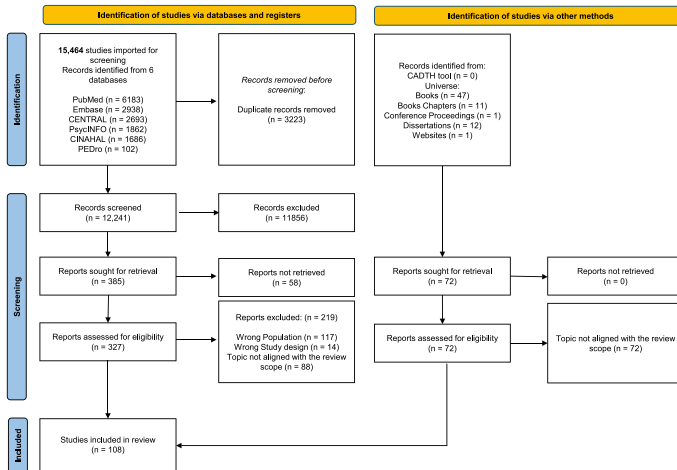 Identification of studies via databases and registers
Identification of studies via other methods
Identification
15,464 studies imported for
screening
Records identified from 6
databases
PubMed (n = 6183)
Embase (n = 2938)
CENTRAL (n = 2693)
PsycINFO (n = 1862)
CINAHAL (n = 1686)
PEDro (n = 102)
Records removed before
screening:
Duplicate records removed
(n = 3223)
Records identified from:
CADTH tool (n = 0)
Universe:
Books (n = 47)
Books Chapters (n = 11)
Conference Proceedings (n = 1)
Dissertations (n = 12)
Websites (n = 1)
Screening
Records screened
(n = 12,241)
Records excluded
(n = 11856)
Reports sought for retrieval
(n = 385)
Reports not retrieved
(n = 58)
Reports sought for retrieval
(n = 72)
Reports not retrieved
(n = 0)
Reports assessed for eligibility
(n = 327)
Reports excluded: (n = 219)
Wrong Population (n = 117)
Wrong Study design (n = 14)
Topic not aligned with the review
scope (n = 88)
Reports assessed for eligibility
(n = 72)
Topic not aligned with the review
scope (n = 72)
Included
Studies included in review
(n = 108)